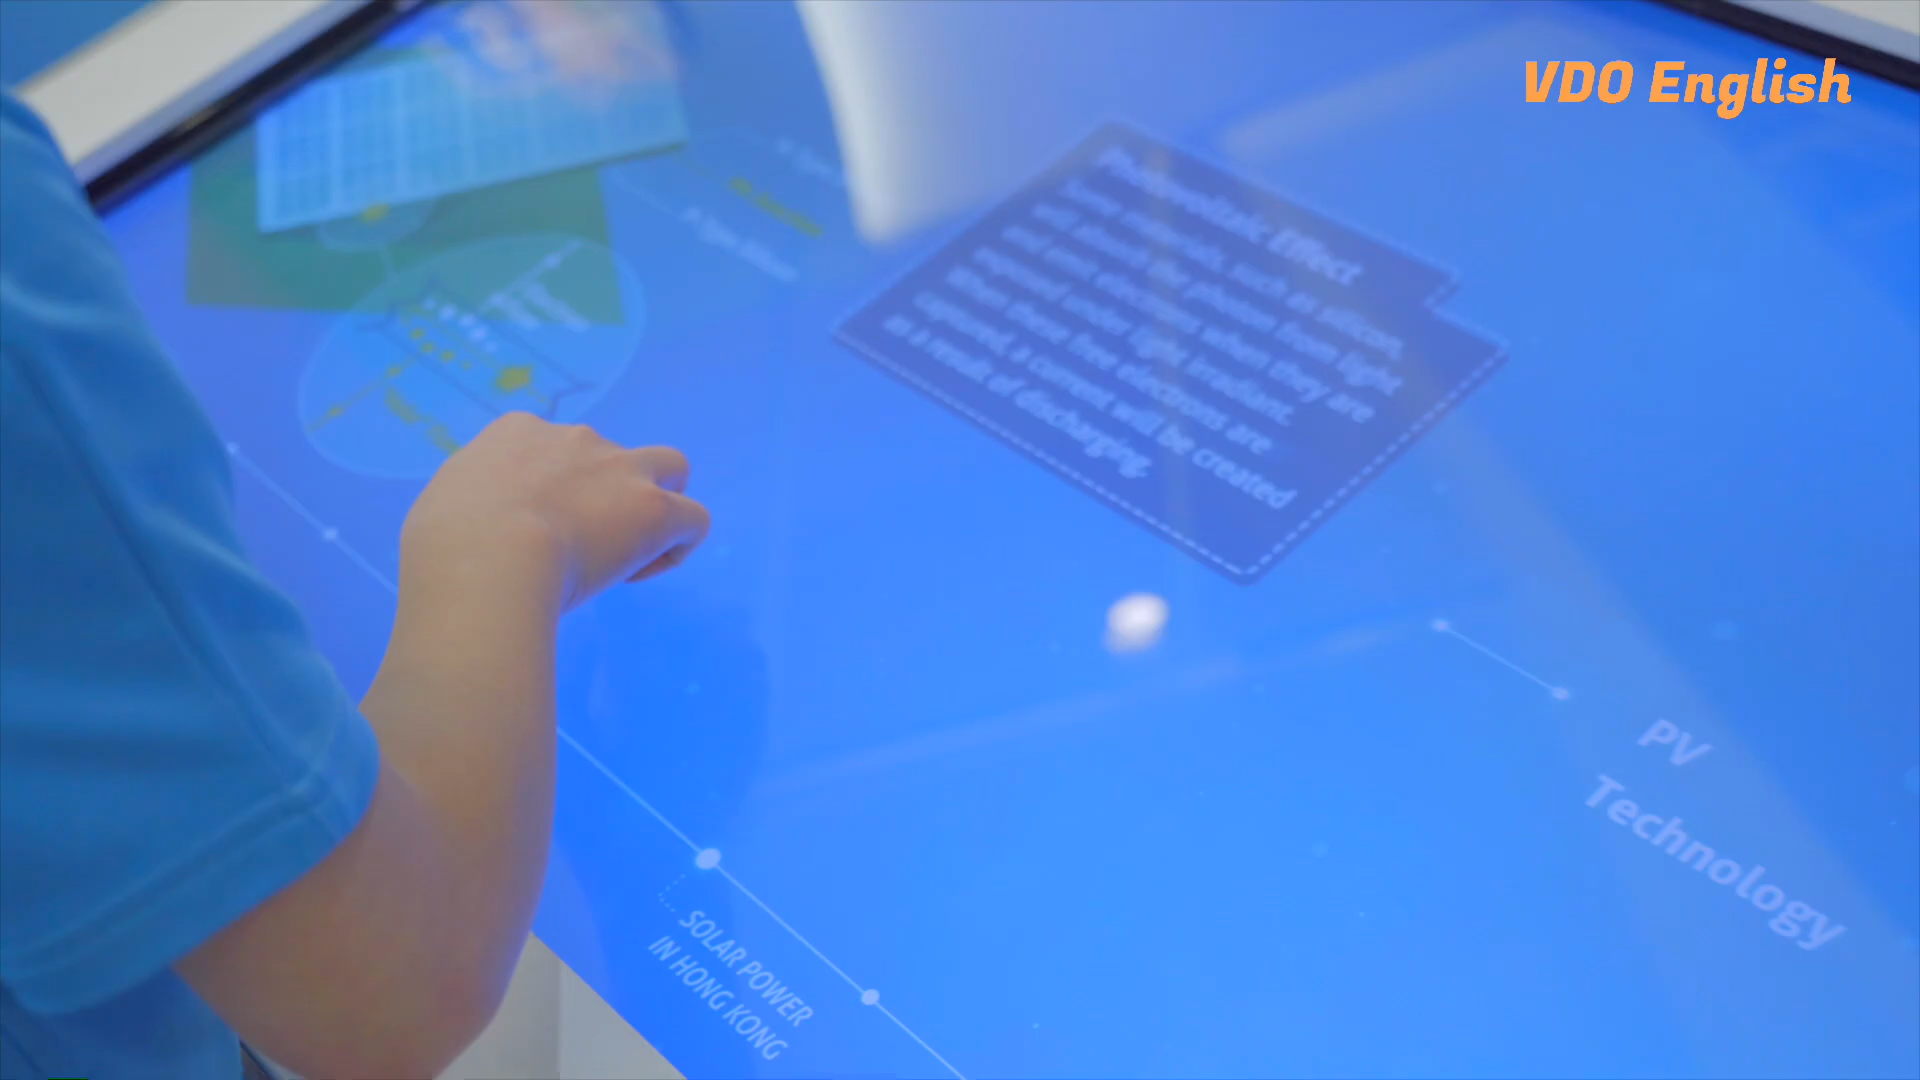 VDO English
Photovoltaic Effect
Some materials, such as silicon,
will absorb the photon from light
and emit electrons when they are
exposed under light irradiant.
When these free electrons are
captured, a current will be created
as a result of discharging.
PV
Technology
SOLAR POWER
IN HONG KONG